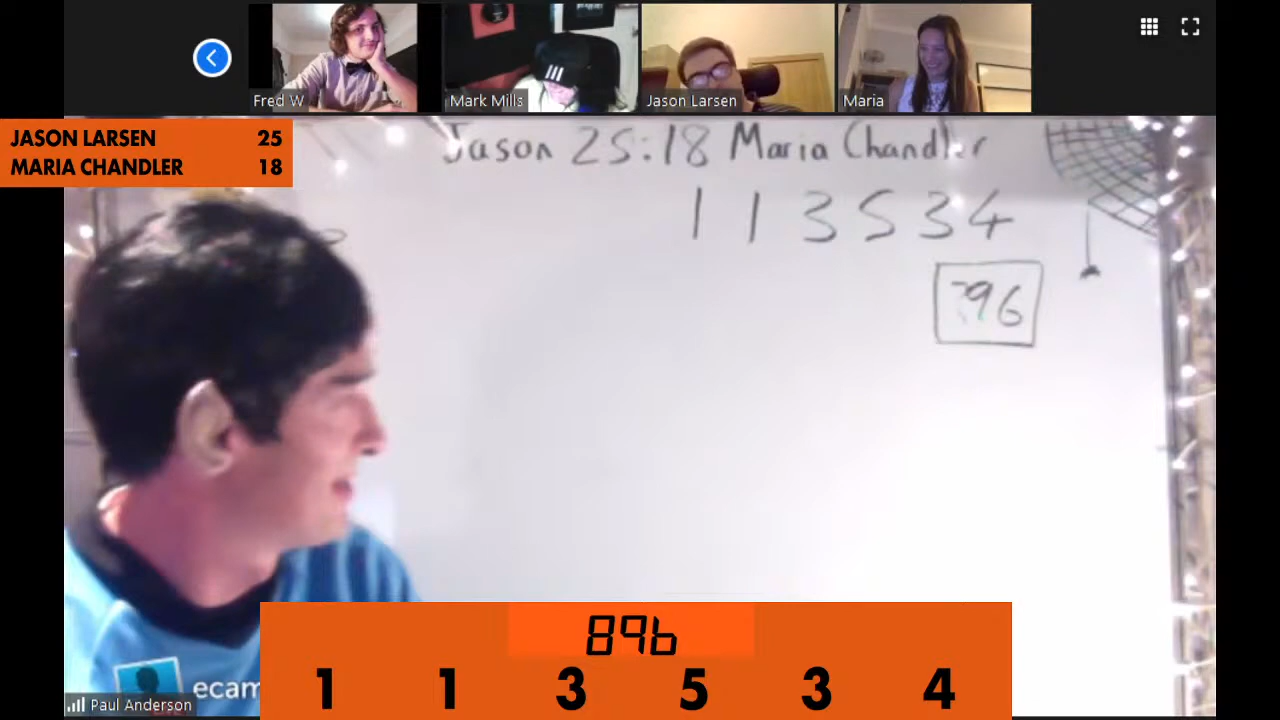 Fred W
Mark Mills
Jason Larsen
Maria
JASON LARSEN 25
MARIA CHANDLER 18
Jason 25:18 Maria Chandler
1 1 3 5 3 4
896
1 1 3 5 3 4
Paul Anderson
ecam